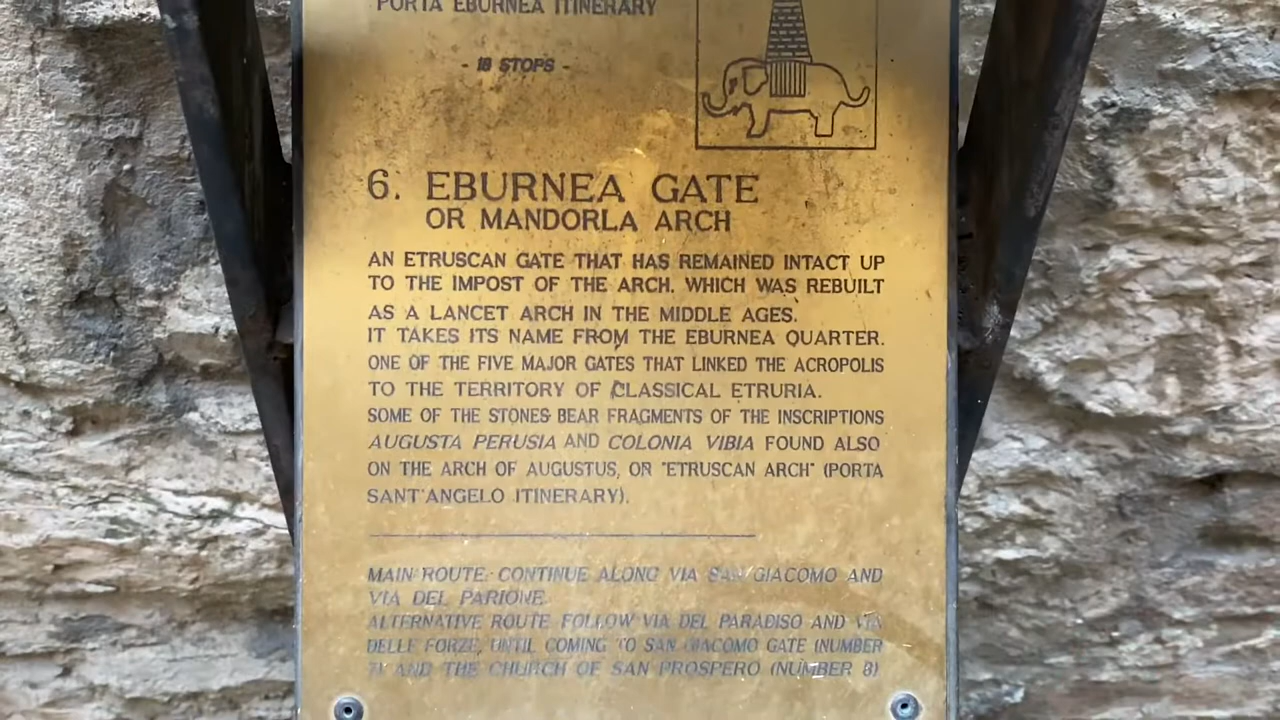 PORTA EBURNEA ITINERARY
- 18 STOPS -
6. EBURNEA GATE
OR MANDORLA ARCH
AN ETRUSCAN GATE THAT HAS REMAINED INTACT UP
TO THE IMPOST OF THE ARCH, WHICH WAS REBUILT
AS A LANCET ARCH IN THE MIDDLE AGES.
IT TAKES ITS NAME FROM THE EBURNEA QUARTER.
ONE OF THE FIVE MAJOR GATES THAT LINKED THE ACROPOLIS
TO THE TERRITORY OF CLASSICAL ETRURIA.
SOME OF THE STONES BEAR FRAGMENTS OF THE INSCRIPTIONS
AUGUSTA PERUSIA AND COLONIA VIBIA FOUND ALSO
ON THE ARCH OF AUGUSTUS, OR "ETRUSCAN ARCH" (PORTA
SANT'ANGELO ITINERARY).
MAIN ROUTE: CONTINUE ALONG VIA SAN GIACOMO AND
VIA DEL PARIONE.
ALTERNATIVE ROUTE: FOLLOW VIA DEL PARADISO AND VIA
DELLE FORZE, UNTIL COMING TO SAN GIACOMO GATE (NUMBER
7) AND THE CHURCH OF SAN PROSPERO (NUMBER 8)